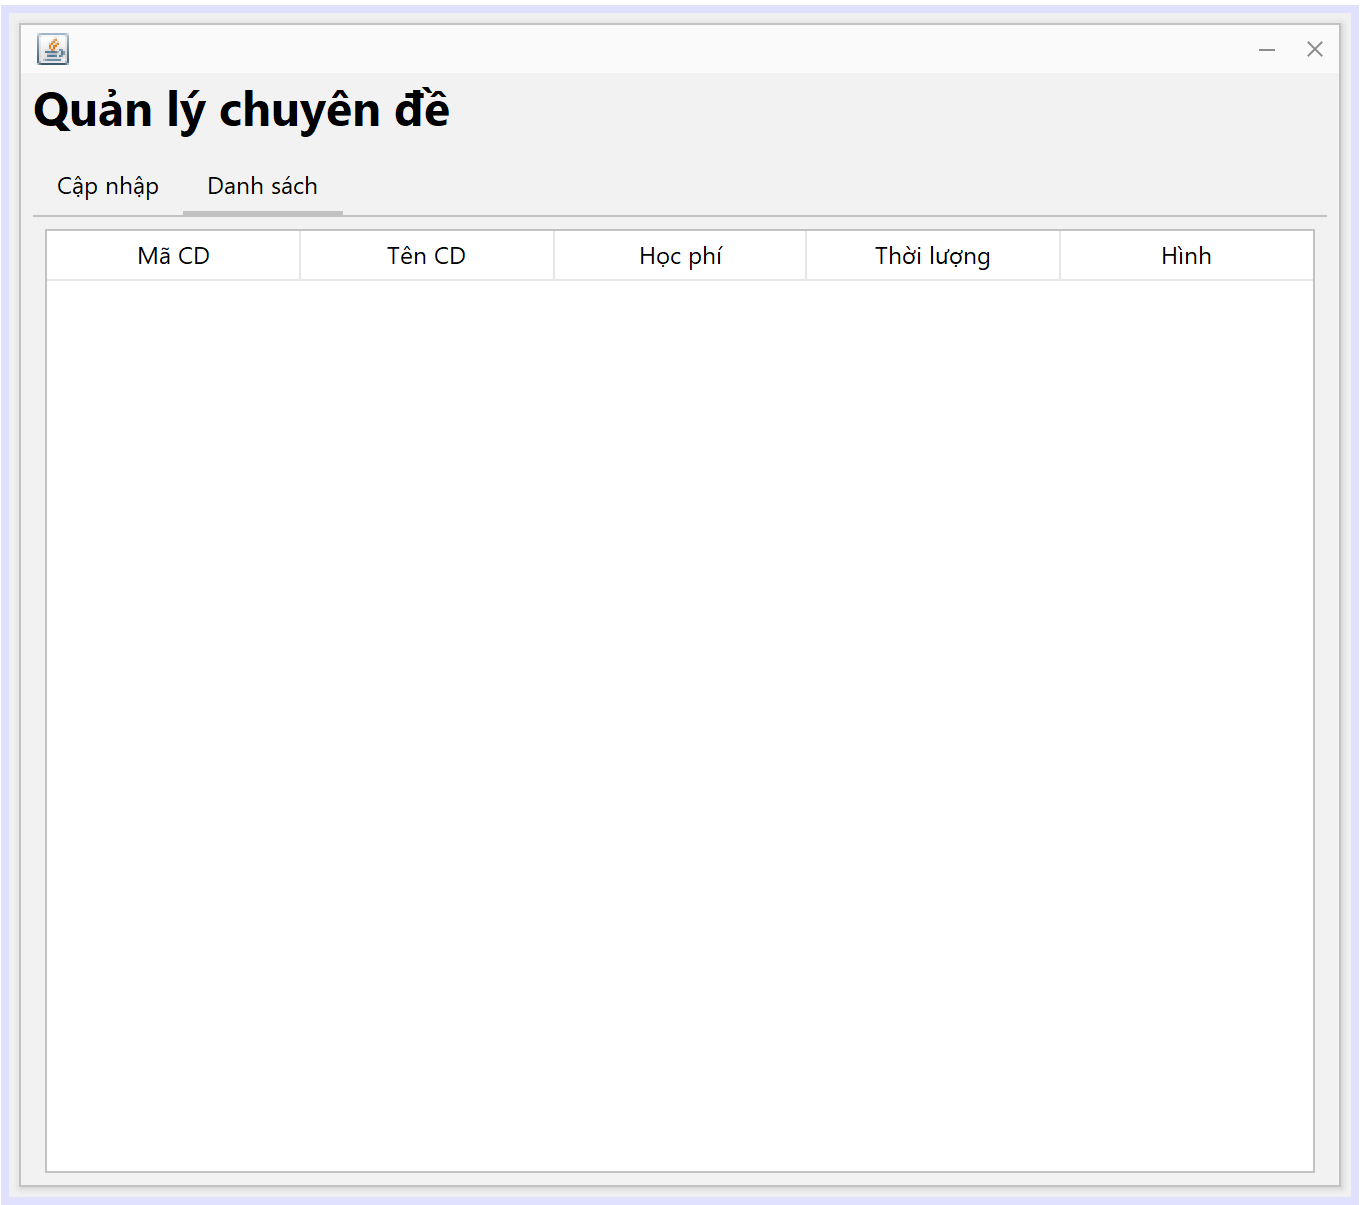 Quản lý chuyên đề
Cập nhập Danh sách
Mã CD Tên CD Học phí Thời lượng Hình